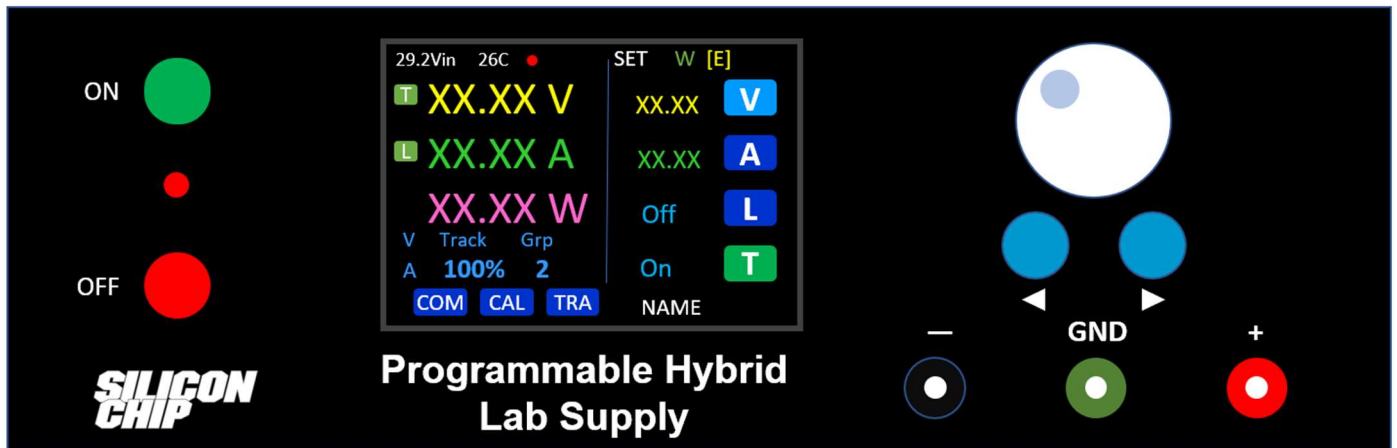 ON
OFF
SILICON
CHIP
29.2Vin 26C
T XX.XX V
L XX.XX A
XX.XX W
V Track Grp
A 100% 2
COM CAL TRA
SET W [E]
XX.XX V
XX.XX A
Off L
On T
NAME
Programmable Hybrid
Lab Supply
◀ ▶
— GND +